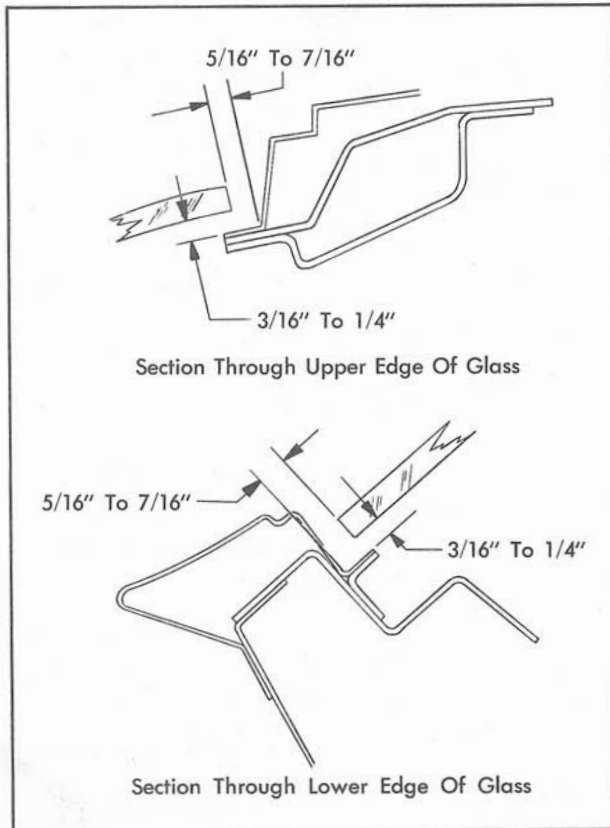 5/16" To 7/16"
3/16" To 1/4"
Section Through Upper Edge Of Glass
5/16" To 7/16"
3/16" To 1/4"
Section Through Lower Edge Of Glass